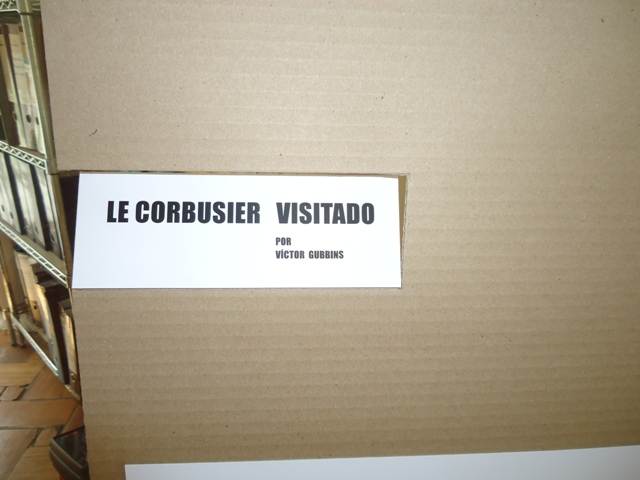 LE CORBUSIER VISITADO
POR
VÍCTOR GUBBINS